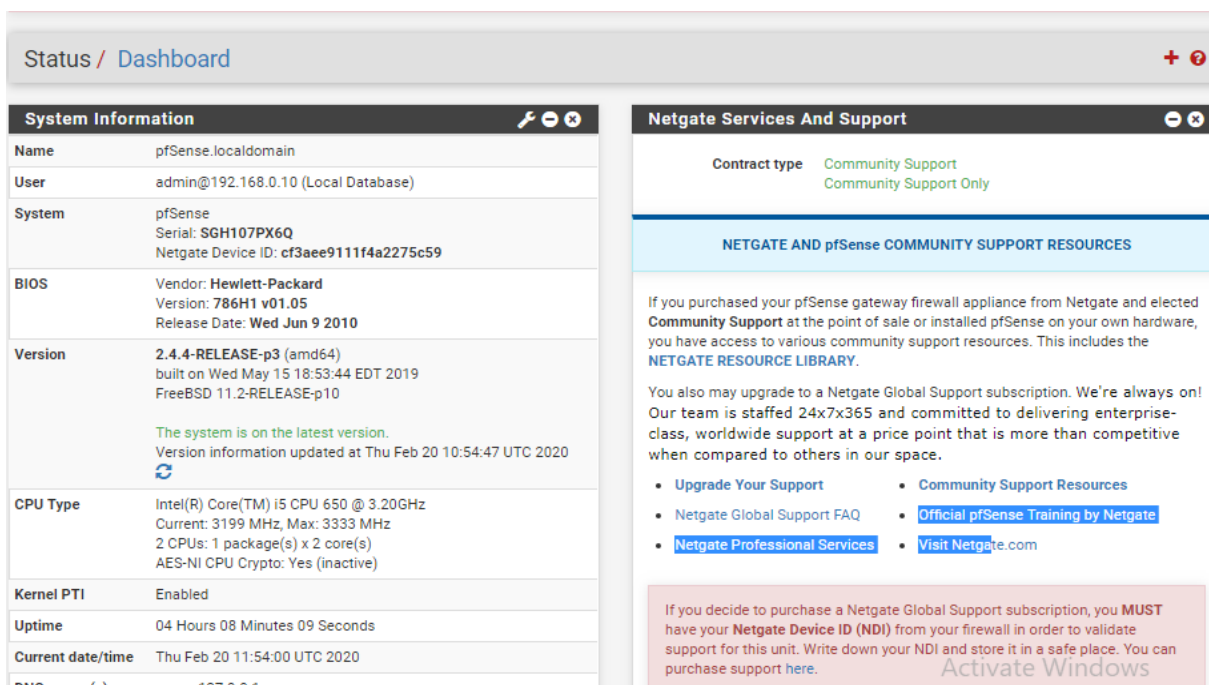 Status / Dashboard
System Information
Name pfSense.localdomain
User admin@192.168.0.10 (Local Database)
System pfSense
Serial: SGH107PX6Q
Netgate Device ID: cf3aee9111f4a2275c59
BIOS Vendor: Hewlett-Packard
Version: 786H1 v01.05
Release Date: Wed Jun 9 2010
Version 2.4.4-RELEASE-p3 (amd64)
built on Wed May 15 18:53:44 EDT 2019
FreeBSD 11.2-RELEASE-p10
The system is on the latest version.
Version information updated at Thu Feb 20 10:54:47 UTC 2020
CPU Type Intel(R) Core(TM) i5 CPU 650 @ 3.20GHz
Current: 3199 MHz, Max: 3333 MHz
2 CPUs: 1 package(s) x 2 core(s)
AES-NI CPU Crypto: Yes (inactive)
Kernel PTI Enabled
Uptime 04 Hours 08 Minutes 09 Seconds
Current date/time Thu Feb 20 11:54:00 UTC 2020
Netgate Services And Support
Contract type Community Support
Community Support Only
NETGATE AND pfSense COMMUNITY SUPPORT RESOURCES
If you purchased your pfSense gateway firewall appliance from Netgate and elected
Community Support at the point of sale or installed pfSense on your own hardware,
you have access to various community support resources. This includes the
NETGATE RESOURCE LIBRARY.
You also may upgrade to a Netgate Global Support subscription. We're always on!
Our team is staffed 24x7x365 and committed to delivering enterprise-
class, worldwide support at a price point that is more than competitive
when compared to others in our space.
• Upgrade Your Support • Community Support Resources
• Netgate Global Support FAQ • Official pfSense Training by Netgate
• Netgate Professional Services • Visit Netgate.com
If you decide to purchase a Netgate Global Support subscription, you MUST
have your Netgate Device ID (NDI) from your firewall in order to validate
support for this unit. Write down your NDI and store it in a safe place. You can
purchase support here.
Activate Windows